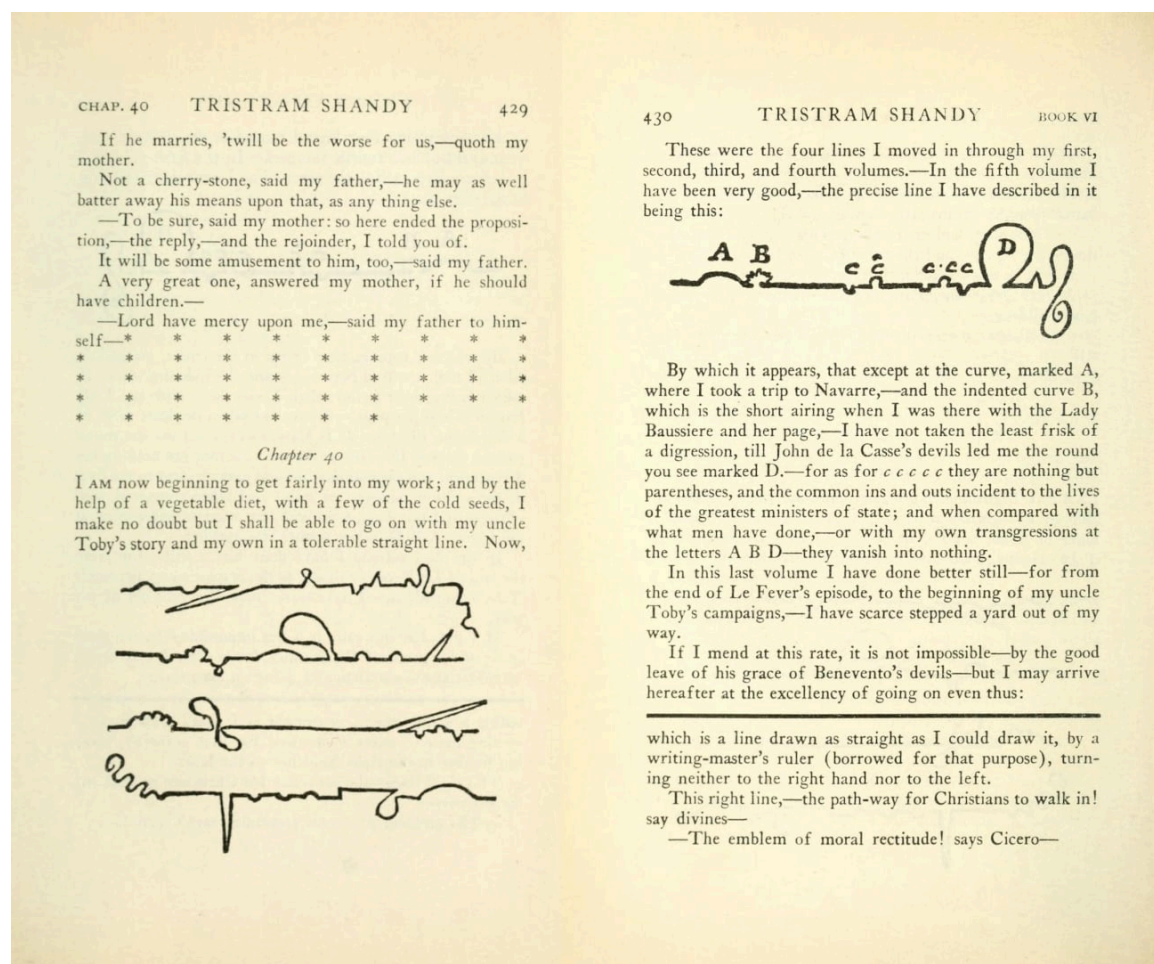 CHAP. 40 TRISTRAM SHANDY 429
If he marries, 'twill be the worse for us,—quoth my
mother.
Not a cherry-stone, said my father,—he may as well
batter away his means upon that, as any thing else.
—To be sure, said my mother: so here ended the proposi-
tion,—the reply,—and the rejoinder, I told you of.
It will be some amusement to him, too,—said my father.
A very great one, answered my mother, if he should
have children.—
—Lord have mercy upon me,—said my father to him-
self—* * * * * * * * *
* * * * * * * * * *
* * * * * * * * * *
* * * * * * * * * *
* * * * * * *
Chapter 40
I AM now beginning to get fairly into my work; and by the
help of a vegetable diet, with a few of the cold seeds, I
make no doubt but I shall be able to go on with my uncle
Toby's story and my own in a tolerable straight line. Now,
430 TRISTRAM SHANDY BOOK VI
These were the four lines I moved in through my first,
second, third, and fourth volumes.—In the fifth volume I
have been very good,—the precise line I have described in it
being this:
A B c c c.cc D
By which it appears, that except at the curve, marked A,
where I took a trip to Navarre,—and the indented curve B,
which is the short airing when I was there with the Lady
Baussiere and her page,—I have not taken the least frisk of
a digression, till John de la Casse's devils led me the round
you see marked D.—for as for c c c c c they are nothing but
parentheses, and the common ins and outs incident to the lives
of the greatest ministers of state; and when compared with
what men have done,—or with my own transgressions at
the letters A B D—they vanish into nothing.
In this last volume I have done better still—for from
the end of Le Fever's episode, to the beginning of my uncle
Toby's campaigns,—I have scarce stepped a yard out of my
way.
If I mend at this rate, it is not impossible—by the good
leave of his grace of Benevento's devils—but I may arrive
hereafter at the excellency of going on even thus:
which is a line drawn as straight as I could draw it, by a
writing-master's ruler (borrowed for that purpose), turn-
ing neither to the right hand nor to the left.
This right line,—the path-way for Christians to walk in!
say divines—
—The emblem of moral rectitude! says Cicero—